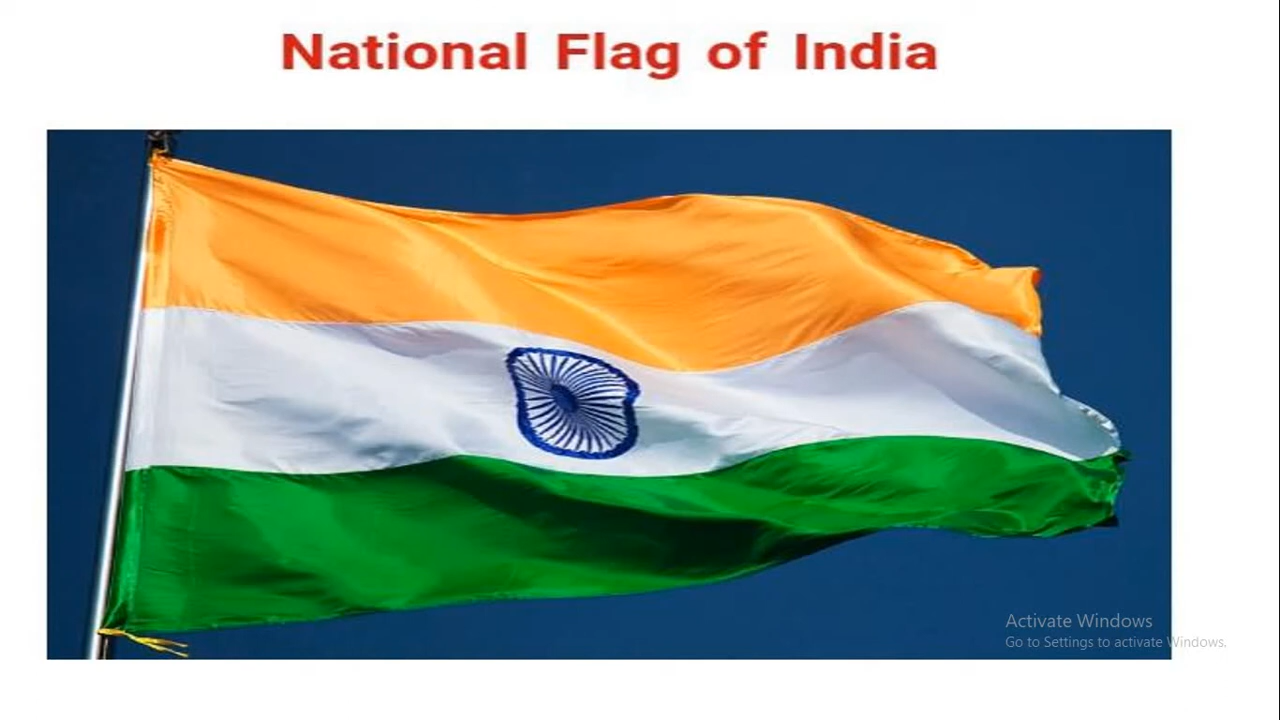 National Flag of India
Activate Windows
Go to Settings to activate Windows.